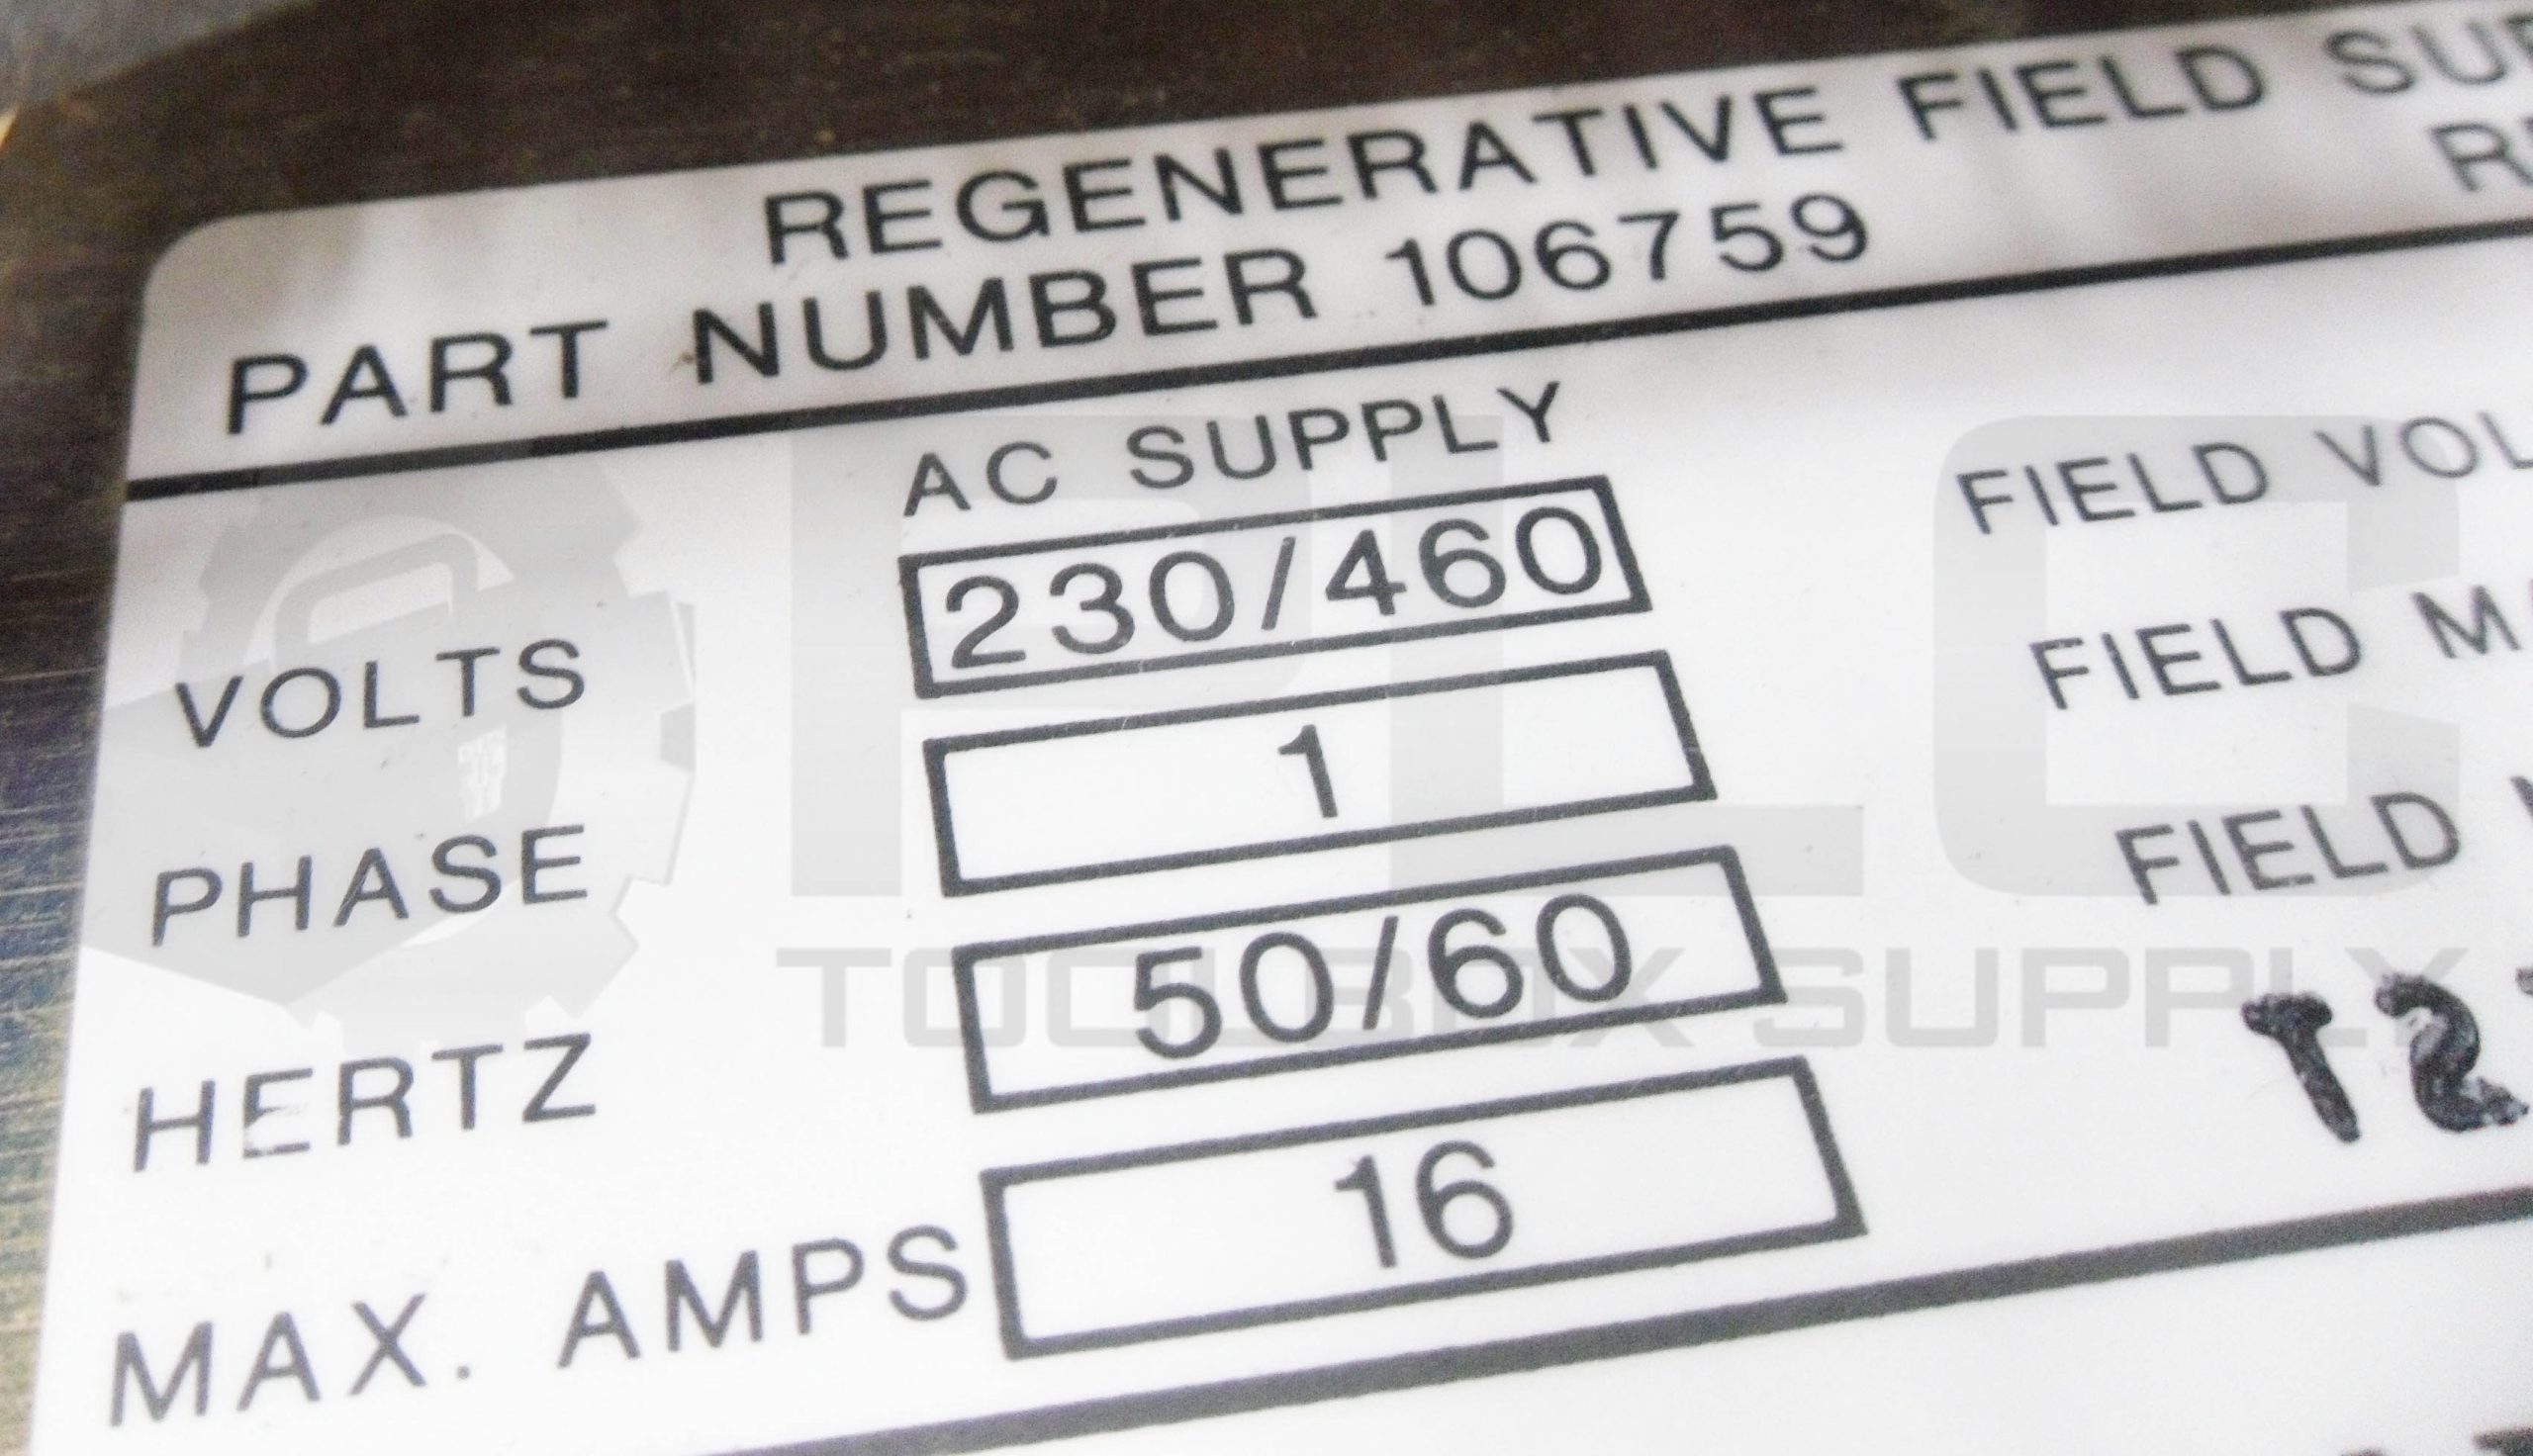 REGENERATIVE FIELD
PART NUMBER 106759
AC SUPPLY
VOLTS 230/460 FIELD
PHASE 1 FIELD
HERTZ 50/60 FIELD
MAX. AMPS 16
PLC
TOOLBOX SUPPLY